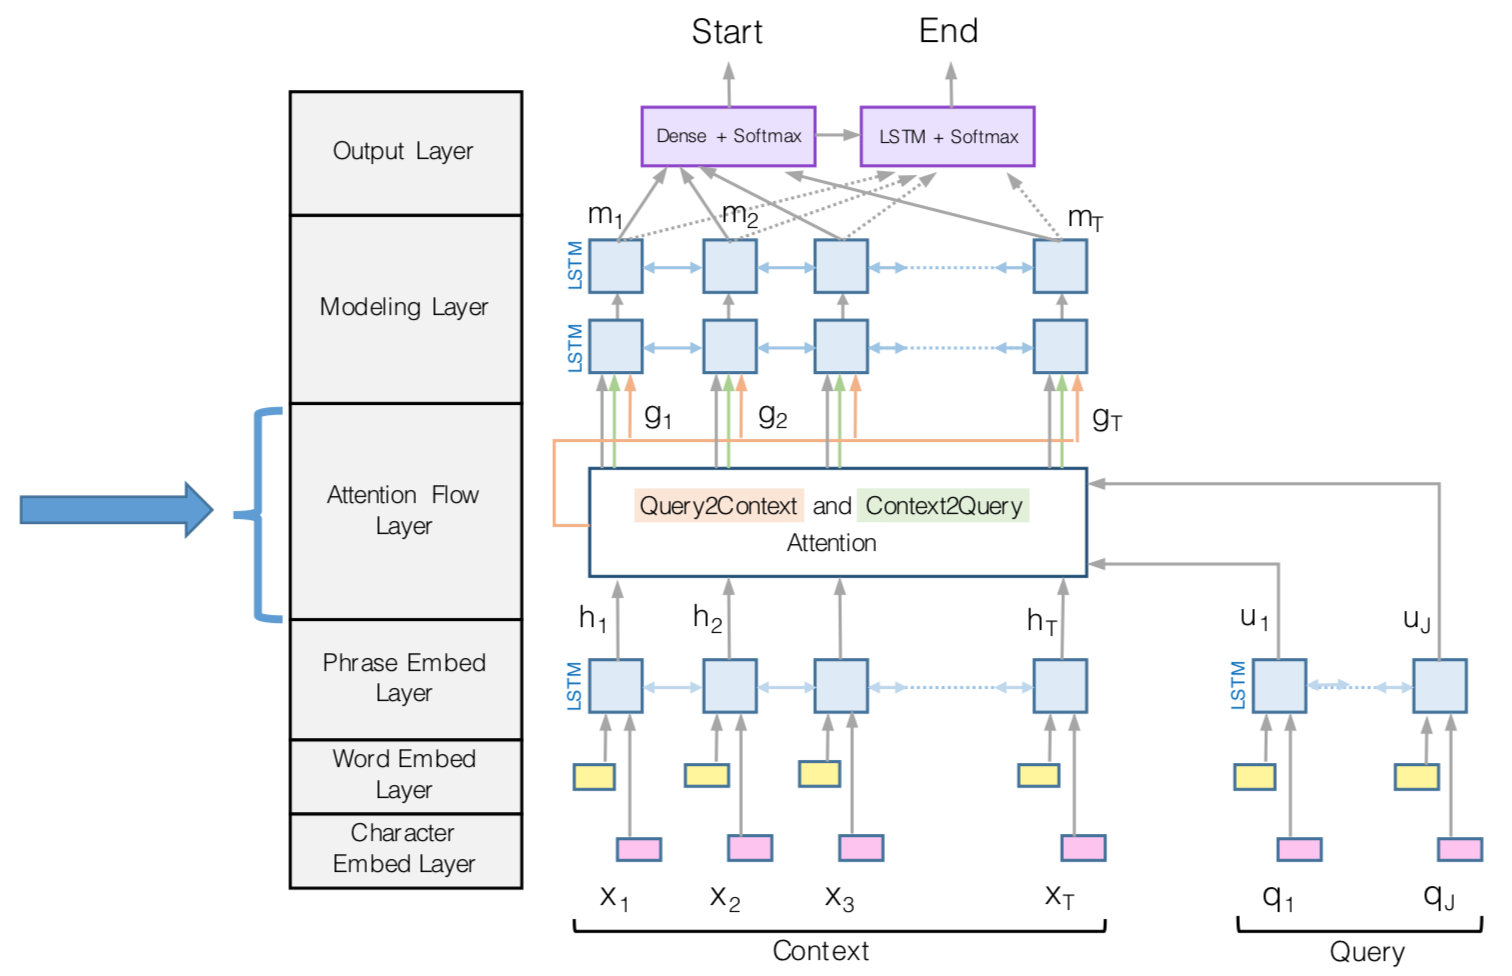 Start
End
Output Layer
Dense + Softmax
LSTM + Softmax
m1
m2
mT
LSTM
Modeling Layer
LSTM
g1
g2
gT
Attention Flow
Layer
Query2Context and Context2Query
Attention
h1
h2
hT
u1
uJ
Phrase Embed
Layer
LSTM
LSTM
Word Embed
Layer
Character
Embed Layer
x1
x2
x3
xT
q1
qJ
Context
Query